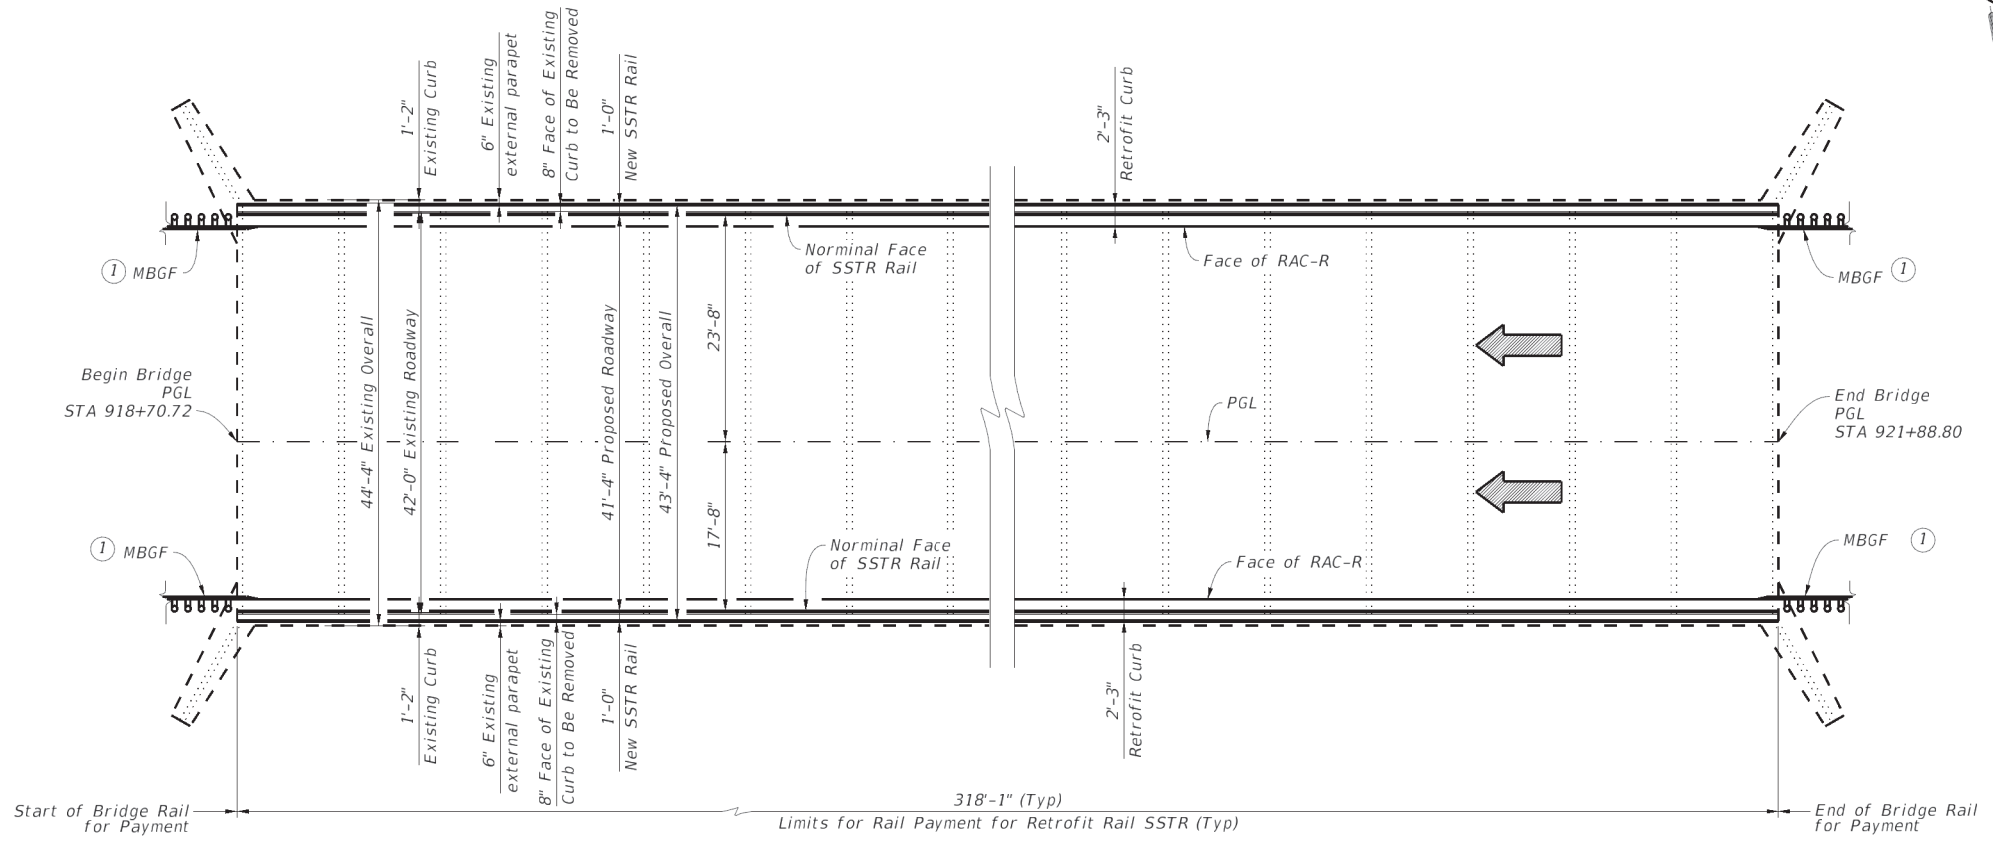 1'-2"
Existing Curb
6" Existing
external parapet
8" Face of Existing
Curb to Be Removed
1'-0"
New SSTR Rail
2'-3"
Retrofit Curb
Norminal Face
of SSTR Rail
Face of RAC-R
1 MBGF
MBGF 1
44'-4" Existing Overall
42'-0" Existing Roadway
41'-4" Proposed Roadway
43'-4" Proposed Overall
23'-8"
17'-8"
Begin Bridge
PGL
STA 918+70.72
PGL
End Bridge
PGL
STA 921+88.80
1 MBGF
MBGF 1
Norminal Face
of SSTR Rail
Face of RAC-R
1'-2"
Existing Curb
6" Existing
external parapet
8" Face of Existing
Curb to Be Removed
1'-0"
New SSTR Rail
2'-3"
Retrofit Curb
Start of Bridge Rail
for Payment
318'-1" (Typ)
Limits for Rail Payment for Retrofit Rail SSTR (Typ)
End of Bridge Rail
for Payment